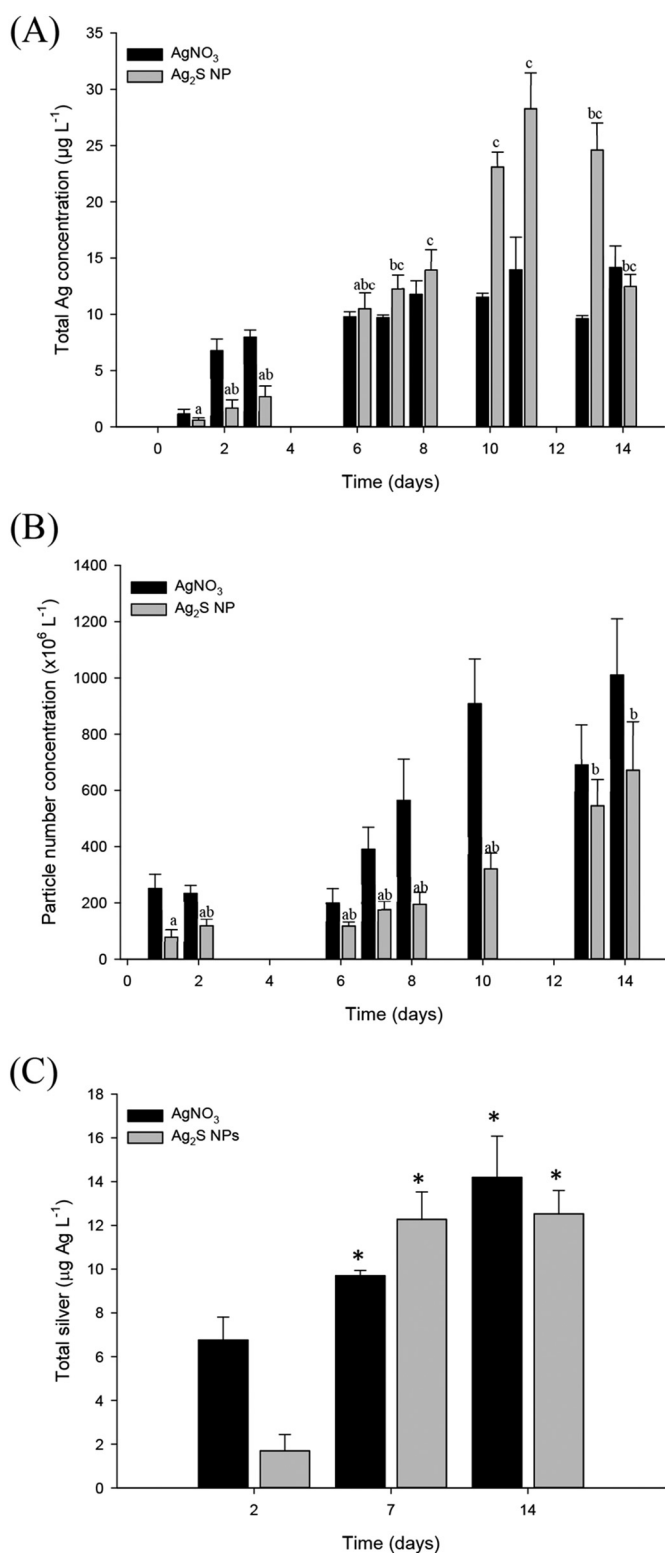 (A)
35
30
25
20
15
10
5
0
Total Ag concentration (µg L⁻¹)
AgNO₃
Ag₂S NP
a
ab
ab
abc
bc
c
c
c
bc
bc
0 2 4 6 8 10 12 14
Time (days)
(B)
1400
1200
1000
800
600
400
200
0
Particle number concentration (x10⁶ L⁻¹)
AgNO₃
Ag₂S NP
a
ab
ab
ab
ab
ab
b
b
0 2 4 6 8 10 12 14
Time (days)
(C)
18
16
14
12
10
8
6
4
2
0
Total silver (µg Ag L⁻¹)
AgNO₃
Ag₂S NPs
*
*
*
*
2 7 14
Time (days)